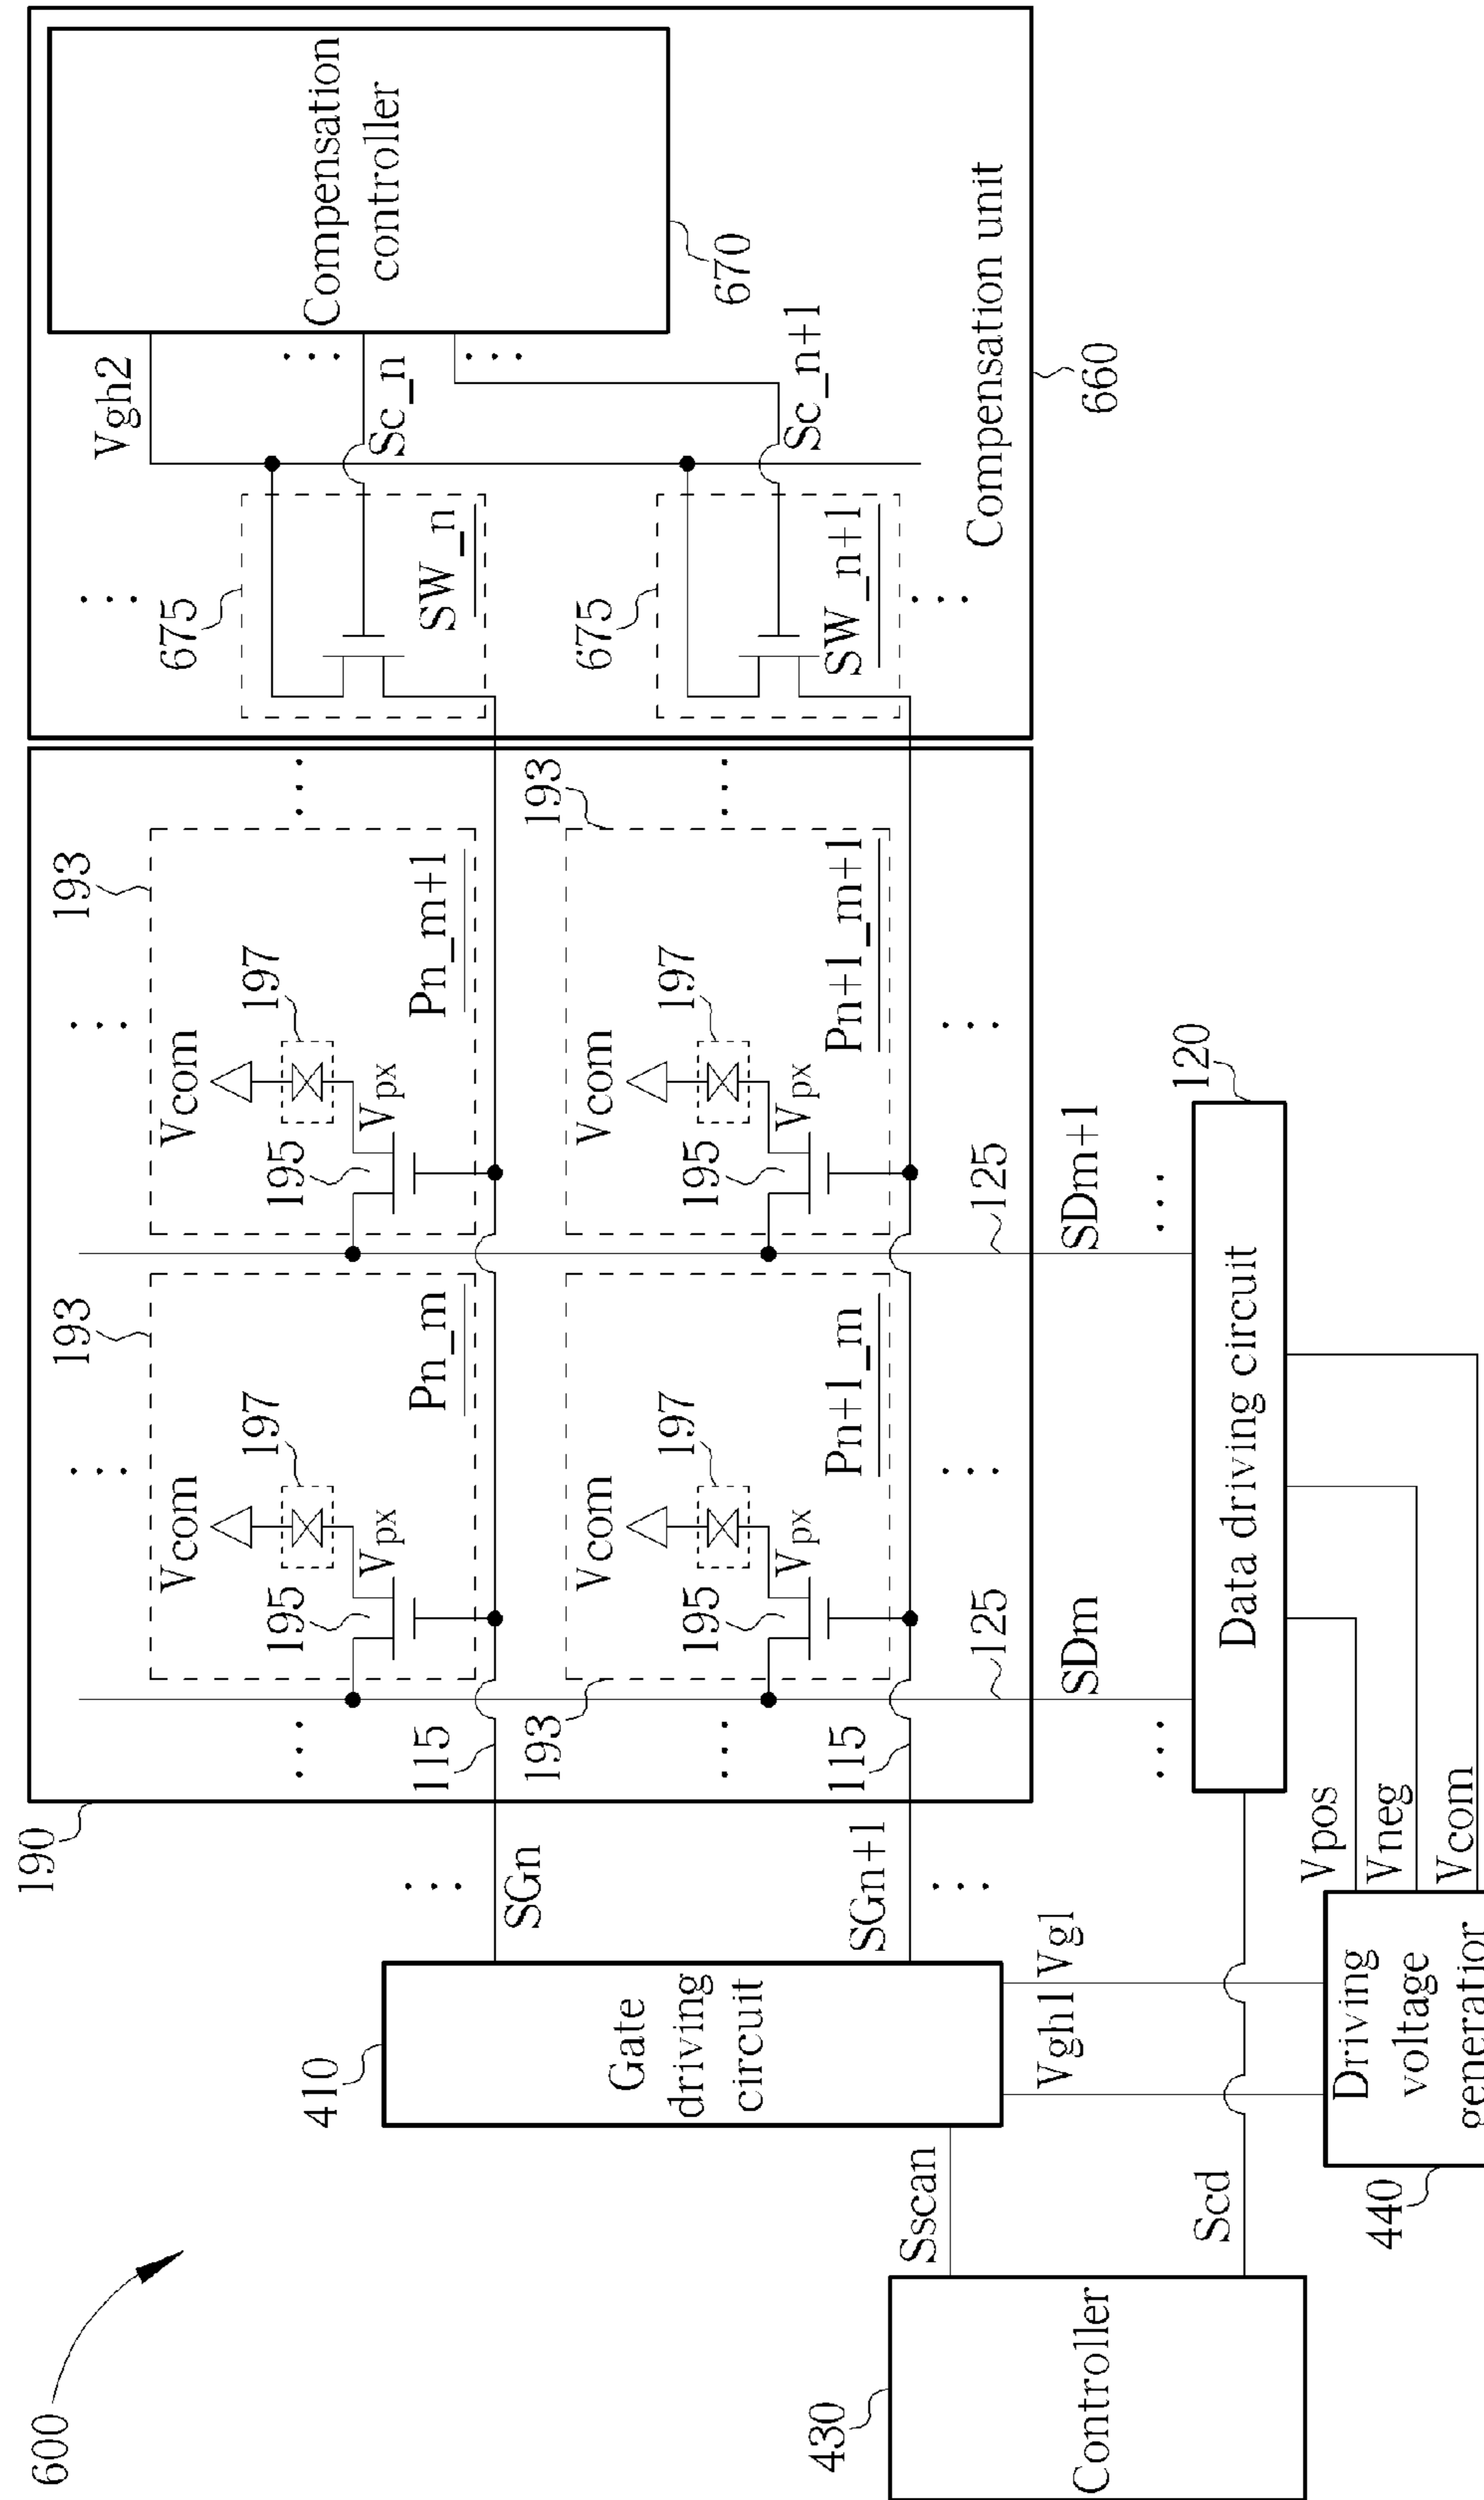 600
190
193
193
Vcom
197
195
Vpx
Pn_m
Vcom
197
195
Vpx
Pn_m+1
115
SGn
193
193
Vcom
197
195
Vpx
Pn+1_m
Vcom
197
195
Vpx
Pn+1_m+1
115
SGn+1
125
125
SDm
SDm+1
675
SW_n
675
SW_n+1
Vgh2
Sc_n
Sc_n+1
Compensation
controller
670
Compensation unit
660
410
Gate
driving
circuit
Vgh1
Vgl
Sscan
Scd
430
Controller
120
Data driving circuit
Vpos
Vneg
Vcom
440
Driving
voltage
generation